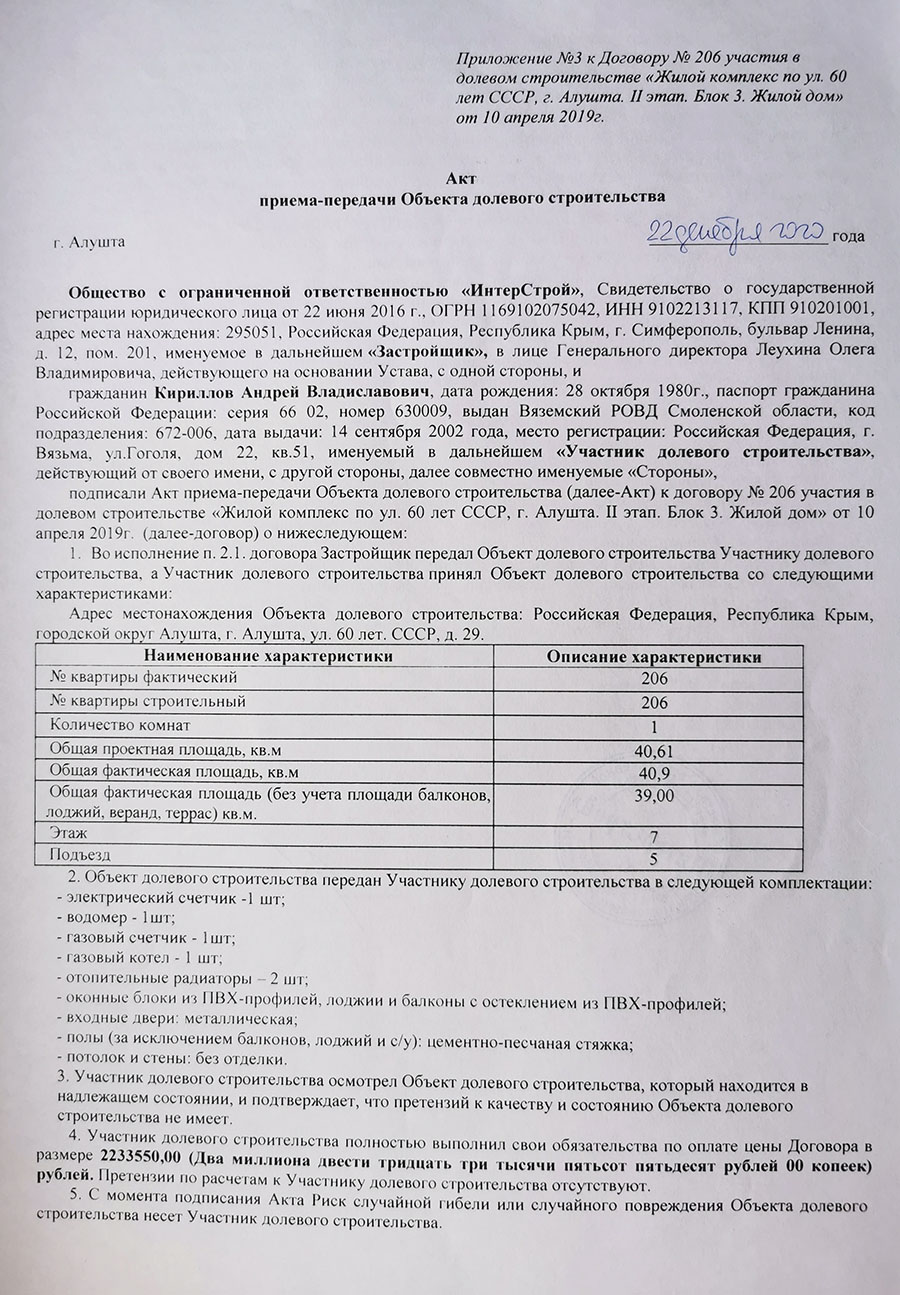 Приложение №3 к Договору № 206 участия в
долевом строительстве «Жилой комплекс по ул. 60
лет СССР, г. Алушта. II этап. Блок 3. Жилой дом»
от 10 апреля 2019г.
Акт
приема-передачи Объекта долевого строительства
г. Алушта
22 декабря 2020 года
Общество с ограниченной ответственностью «ИнтерСтрой», Свидетельство о государственной
регистрации юридического лица от 22 июня 2016 г., ОГРН 1169102075042, ИНН 9102213117, КПП 910201001,
адрес места нахождения: 295051, Российская Федерация, Республика Крым, г. Симферополь, бульвар Ленина,
д. 12, пом. 201, именуемое в дальнейшем «Застройщик», в лице Генерального директора Леухина Олега
Владимировича, действующего на основании Устава, с одной стороны, и
гражданин Кириллов Андрей Владиславович, дата рождения: 28 октября 1980г., паспорт гражданина
Российской Федерации: серия 66 02, номер 630009, выдан Вяземский РОВД Смоленской области, код
подразделения: 672-006, дата выдачи: 14 сентября 2002 года, место регистрации: Российская Федерация, г.
Вязьма, ул.Гоголя, дом 22, кв.51, именуемый в дальнейшем «Участник долевого строительства»,
действующий от своего имени, с другой стороны, далее совместно именуемые «Стороны»,
подписали Акт приема-передачи Объекта долевого строительства (далее-Акт) к договору № 206 участия в
долевом строительстве «Жилой комплекс по ул. 60 лет СССР, г. Алушта. II этап. Блок 3. Жилой дом» от 10
апреля 2019г. (далее-договор) о нижеследующем:
1. Во исполнение п. 2.1. договора Застройщик передал Объект долевого строительства Участнику долевого
строительства, а Участник долевого строительства принял Объект долевого строительства со следующими
характеристиками:
Адрес местонахождения Объекта долевого строительства: Российская Федерация, Республика Крым,
городской округ Алушта, г. Алушта, ул. 60 лет. СССР, д. 29.
Наименование характеристики Описание характеристики
№ квартиры фактический 206
№ квартиры строительный 206
Количество комнат 1
Общая проектная площадь, кв.м 40,61
Общая фактическая площадь, кв.м 40,9
Общая фактическая площадь (без учета площади балконов, 39,00
лоджий, веранд, террас) кв.м.
Этаж 7
Подъезд 5
2. Объект долевого строительства передан Участнику долевого строительства в следующей комплектации:
- электрический счетчик -1 шт;
- водомер - 1шт;
- газовый счетчик - 1шт;
- газовый котел - 1 шт;
- отопительные радиаторы – 2 шт;
- оконные блоки из ПВХ-профилей, лоджии и балконы с остеклением из ПВХ-профилей;
- входные двери: металлическая;
- полы (за исключением балконов, лоджий и с/у): цементно-песчаная стяжка;
- потолок и стены: без отделки.
3. Участник долевого строительства осмотрел Объект долевого строительства, который находится в
надлежащем состоянии, и подтверждает, что претензий к качеству и состоянию Объекта долевого
строительства не имеет.
4. Участник долевого строительства полностью выполнил свои обязательства по оплате цены Договора в
размере 2233550,00 (Два миллиона двести тридцать три тысячи пятьсот пятьдесят рублей 00 копеек)
рублей. Претензии по расчетам к Участнику долевого строительства отсутствуют.
5. С момента подписания Акта Риск случайной гибели или случайного повреждения Объекта долевого
строительства несет Участник долевого строительства.